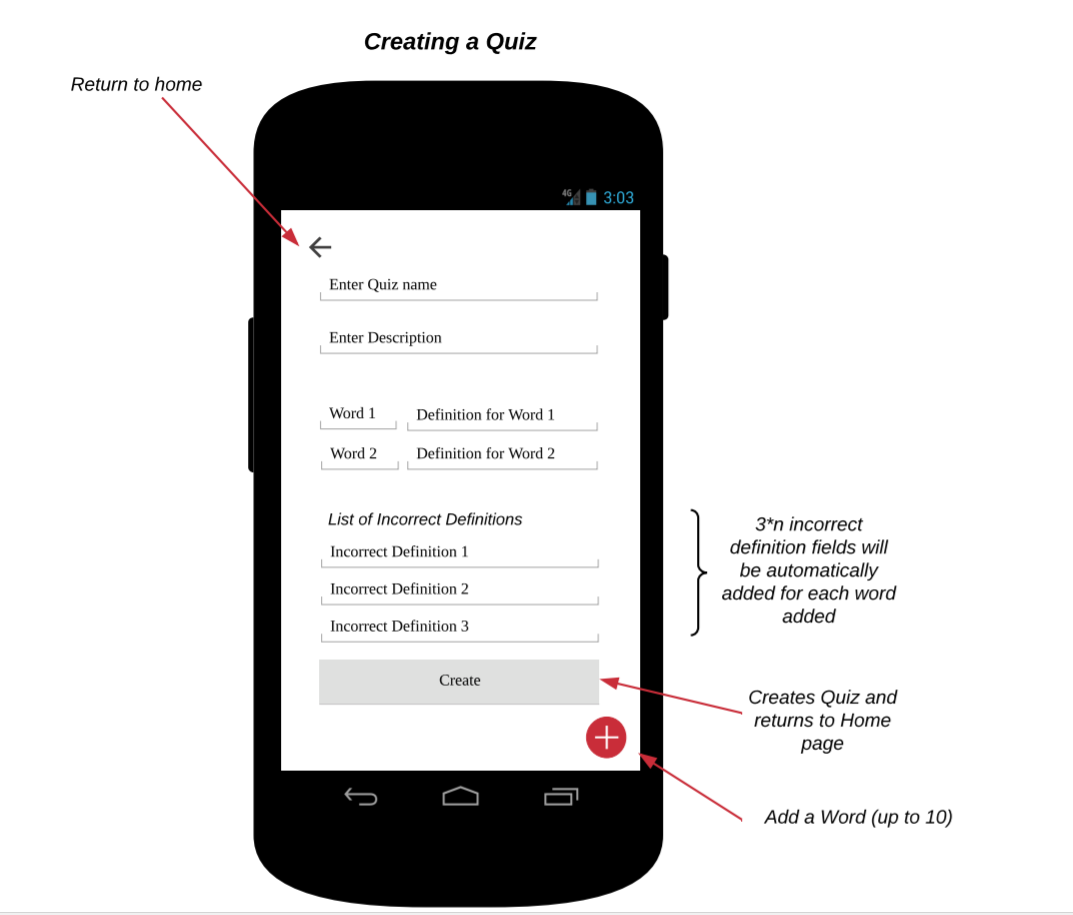 Creating a Quiz
Return to home
4G 3:03
Enter Quiz name
Enter Description
Word 1 Definition for Word 1
Word 2 Definition for Word 2
List of Incorrect Definitions
Incorrect Definition 1
Incorrect Definition 2
Incorrect Definition 3
3*n incorrect
definition fields will
be automatically
added for each word
added
Create
Creates Quiz and
returns to Home
page
Add a Word (up to 10)